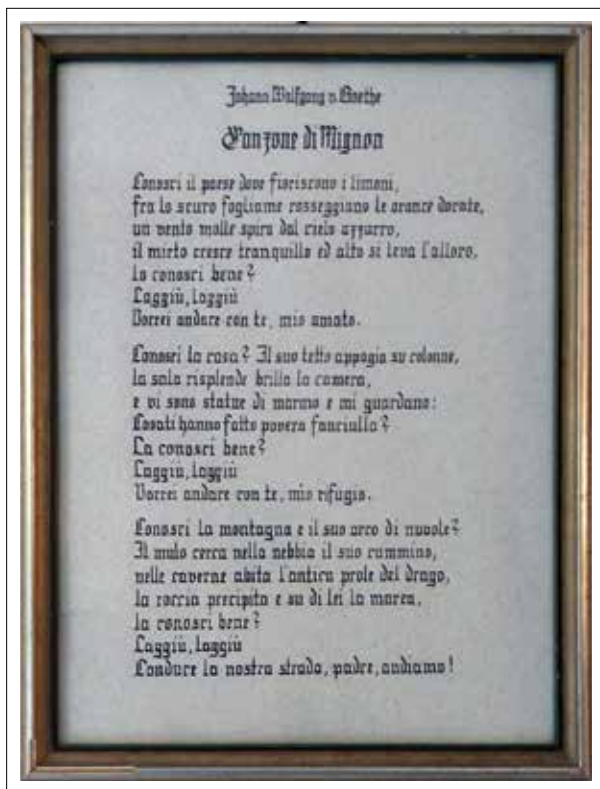 Johann Wolfgang v. Goethe
Canzone di Mignon
Conosci il paese dove fioriscono i limoni,
fra lo scuro fogliame rosseggiano le arance dorate,
un vento molle spira dal cielo azzurro,
il mirto cresce tranquillo ed alto si leva l'alloro,
lo conosci bene?
Laggiù, laggiù
Vorrei andare con te, mio amato.
Conosci la casa? Il suo tetto appogia su colonne,
la sala risplende brilla la camera,
e vi sono statue di marmo e mi guardano:
Cosa ti hanno fatto povera fanciulla?
La conosci bene?
Laggiù, laggiù
Vorrei andare con te, mio rifugio.
Conosci la montagna e il suo arco di nuvole?
Il mulo cerca nella nebbia il suo cammino,
nelle caverne abita l'antica prole del drago,
la roccia precipita e su di lei la marea,
la conosci bene?
Laggiù, laggiù
Conduce la nostra strada, padre, andiamo!